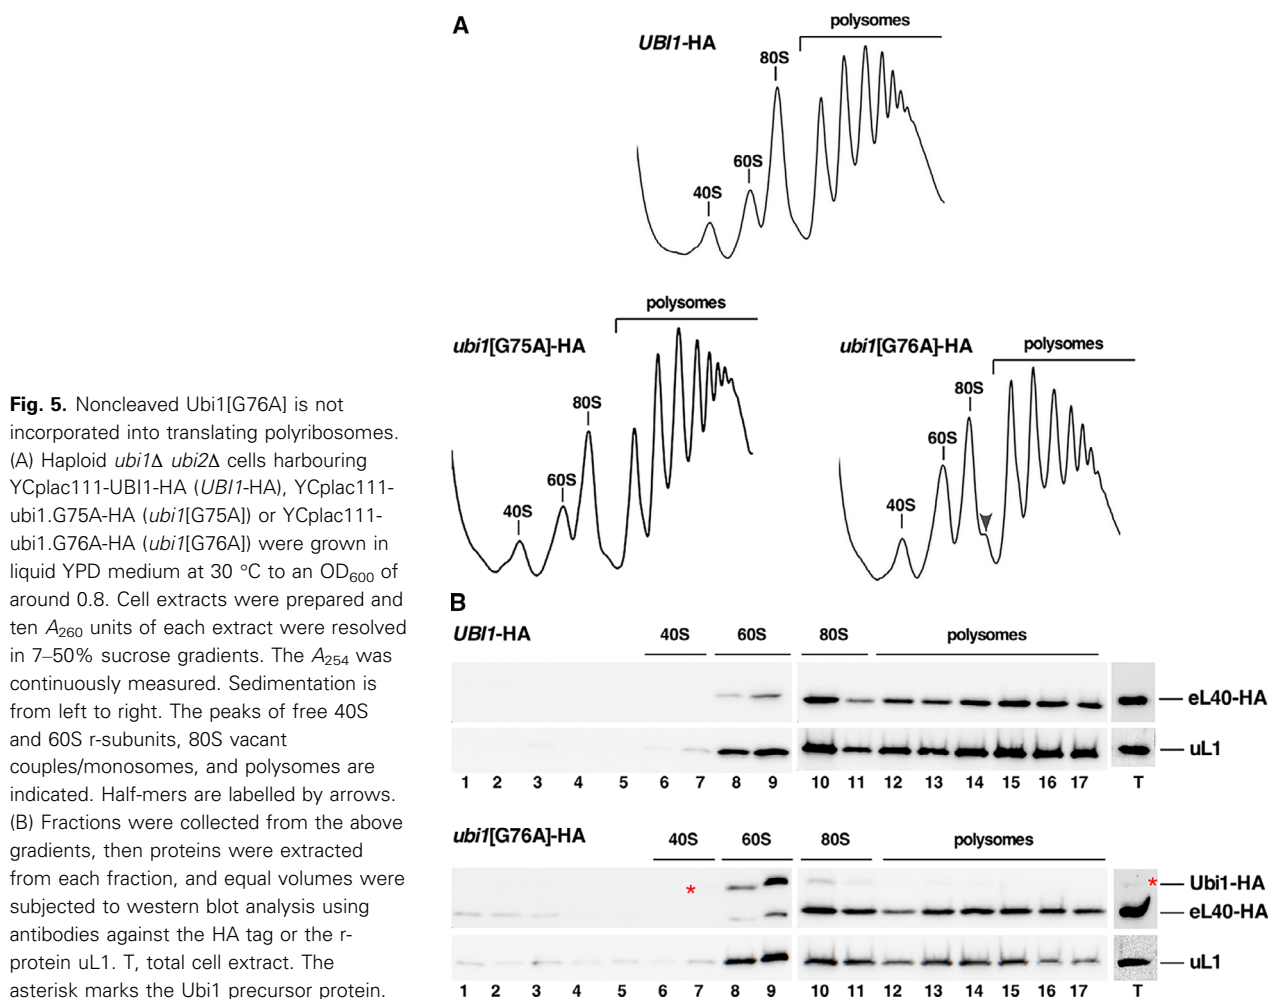 Fig. 5. Noncleaved Ubi1[G76A] is not
incorporated into translating polyribosomes.
(A) Haploid ubi1Δ ubi2Δ cells harbouring
YCplac111-UBI1-HA (UBI1-HA), YCplac111-
ubi1.G75A-HA (ubi1[G75A]) or YCplac111-
ubi1.G76A-HA (ubi1[G76A]) were grown in
liquid YPD medium at 30 °C to an OD600 of
around 0.8. Cell extracts were prepared and
ten A260 units of each extract were resolved
in 7–50% sucrose gradients. The A254 was
continuously measured. Sedimentation is
from left to right. The peaks of free 40S
and 60S r-subunits, 80S vacant
couples/monosomes, and polysomes are
indicated. Half-mers are labelled by arrows.
(B) Fractions were collected from the above
gradients, then proteins were extracted
from each fraction, and equal volumes were
subjected to western blot analysis using
antibodies against the HA tag or the r-
protein uL1. T, total cell extract. The
asterisk marks the Ubi1 precursor protein.
A
UBI1-HA
polysomes
80S
60S
40S
ubi1[G75A]-HA
polysomes
80S
60S
40S
ubi1[G76A]-HA
polysomes
80S
60S
40S
B
UBI1-HA 40S 60S 80S polysomes
eL40-HA
uL1
1 2 3 4 5 6 7 8 9 10 11 12 13 14 15 16 17 T
ubi1[G76A]-HA 40S 60S 80S polysomes
* * Ubi1-HA
eL40-HA
uL1
1 2 3 4 5 6 7 8 9 10 11 12 13 14 15 16 17 T